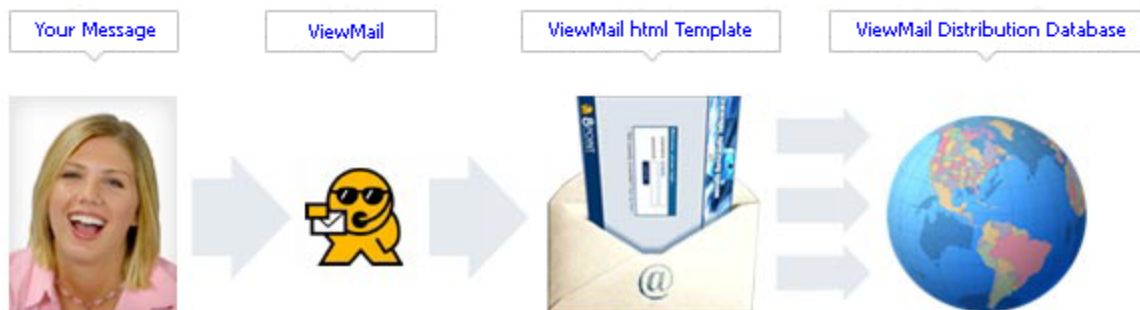 Your Message
ViewMail
ViewMail html Template
ViewMail Distribution Database
@